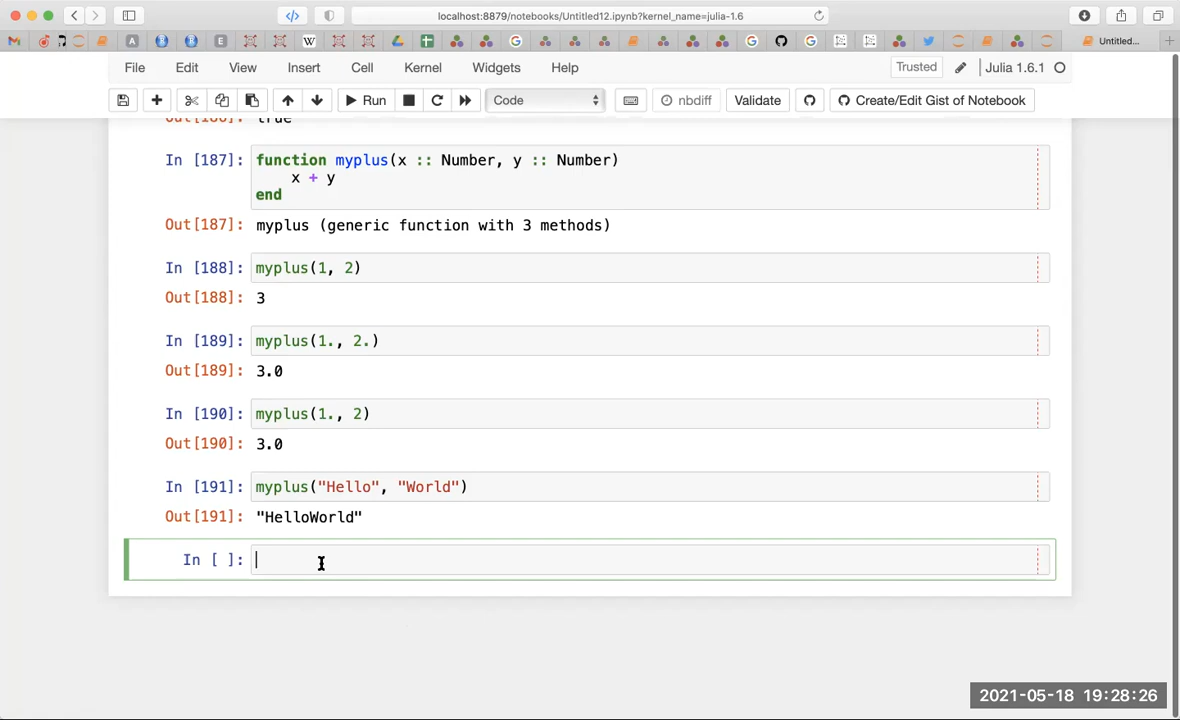 localhost:8879/notebooks/Untitled12.ipynb?kernel_name=julia-1.6
Untitled...
File Edit View Insert Cell Kernel Widgets Help Trusted Julia 1.6.1
Run Code nbdiff Validate Create/Edit Gist of Notebook
Out[186]: true
In [187]: function myplus(x :: Number, y :: Number)
x + y
end
Out[187]: myplus (generic function with 3 methods)
In [188]: myplus(1, 2)
Out[188]: 3
In [189]: myplus(1., 2.)
Out[189]: 3.0
In [190]: myplus(1., 2)
Out[190]: 3.0
In [191]: myplus("Hello", "World")
Out[191]: "HelloWorld"
In [ ]:
2021-05-18 19:28:26